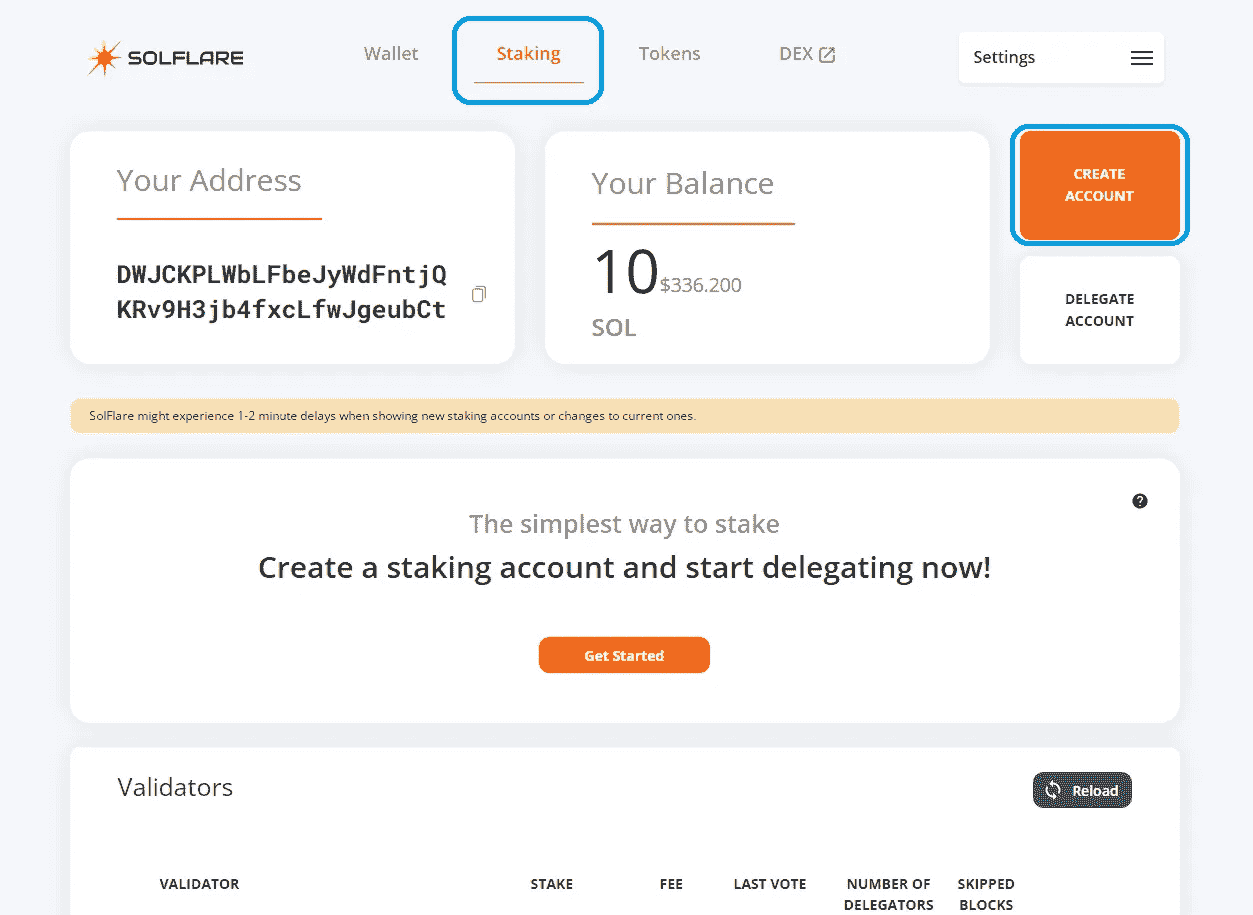 SOLFLARE
Wallet
Staking
Tokens
DEX
Settings
Your Address
DWJCKPLWbLFbeJyWdFntjQ
KRv9H3jb4fxcLfwJgeubCt
Your Balance
10 $336.200
SOL
CREATE
ACCOUNT
DELEGATE
ACCOUNT
SolFlare might experience 1-2 minute delays when showing new staking accounts or changes to current ones.
?
The simplest way to stake
Create a staking account and start delegating now!
Get Started
Validators
Reload
VALIDATOR
STAKE
FEE
LAST VOTE
NUMBER OF
DELEGATORS
SKIPPED
BLOCKS